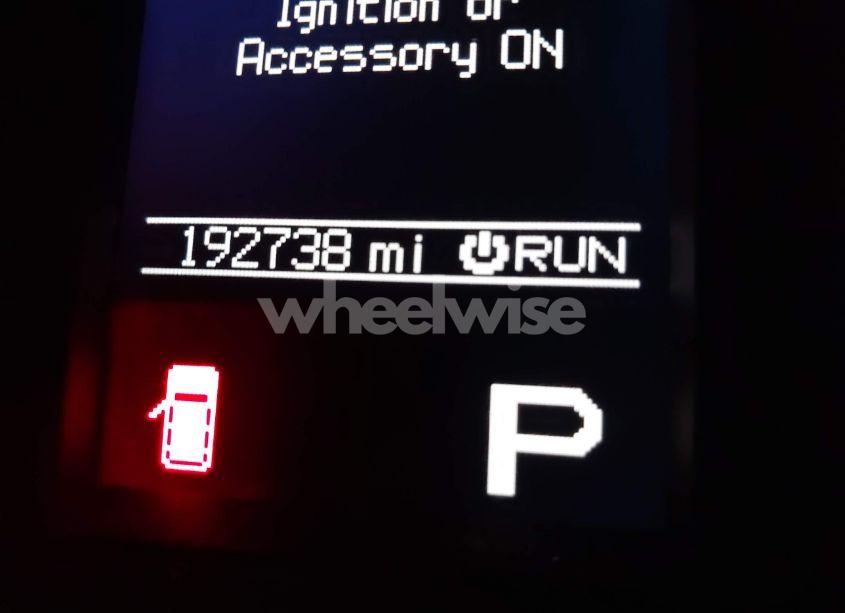 Ignition or
Accessory ON
192738 mi RUN
wheelwise
P